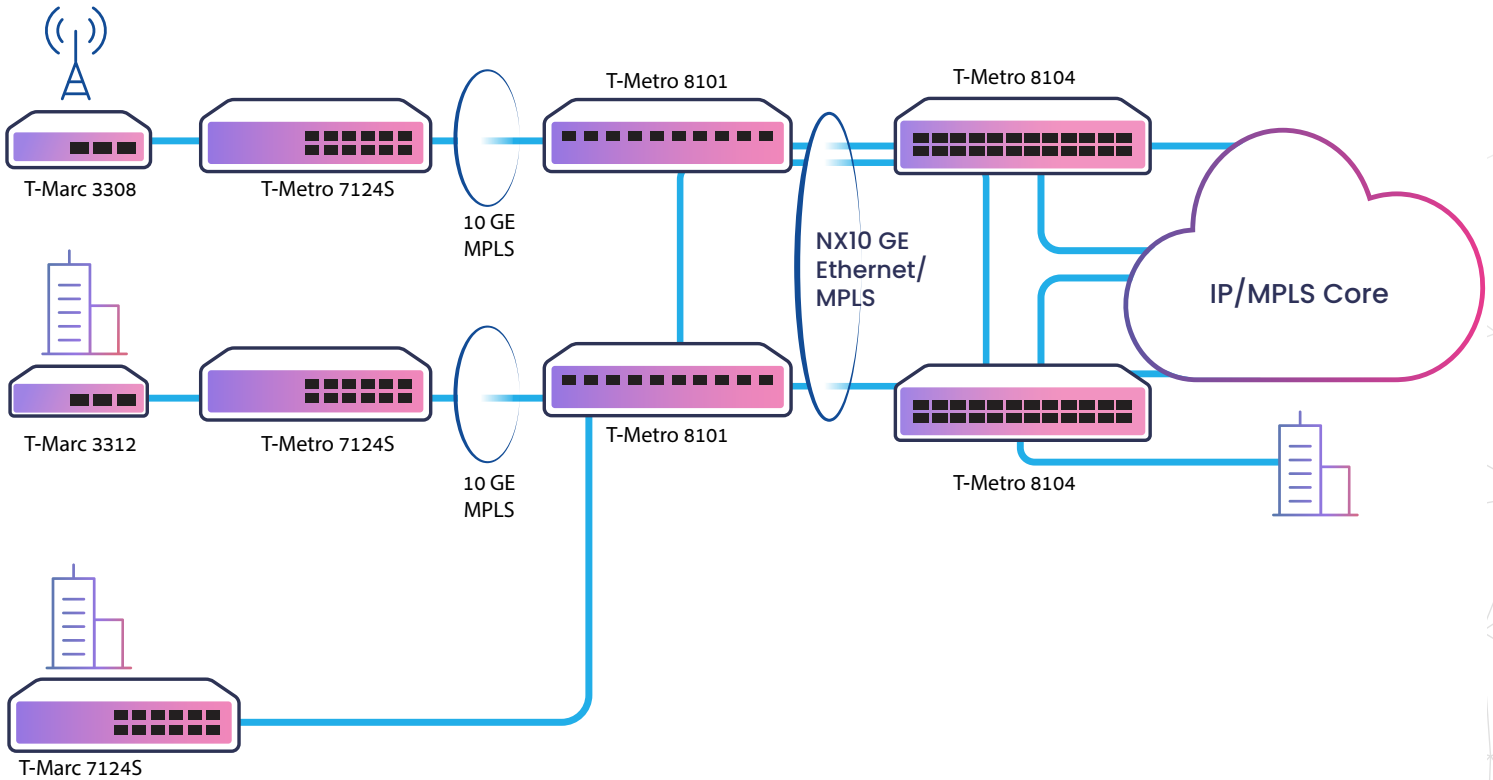 T-Metro 8101
T-Metro 8104
T-Marc 3308
T-Metro 7124S
10 GE
MPLS
NX10 GE
Ethernet/
MPLS
IP/MPLS Core
T-Marc 3312
T-Metro 7124S
T-Metro 8101
10 GE
MPLS
T-Metro 8104
T-Marc 7124S